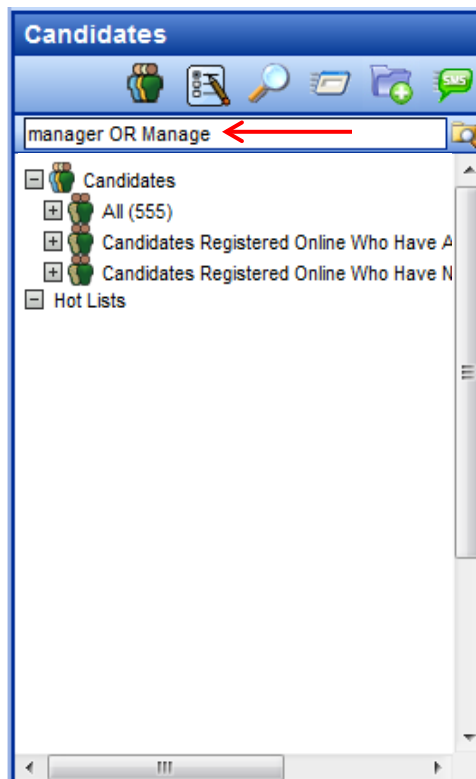 Candidates
SMS
manager OR Manage
Candidates
All (555)
Candidates Registered Online Who Have A
Candidates Registered Online Who Have N
Hot Lists